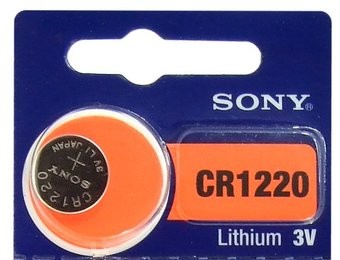 SONY®
CR1220
Lithium 3V
3V LI JAPAN
+
SONY
CR1220